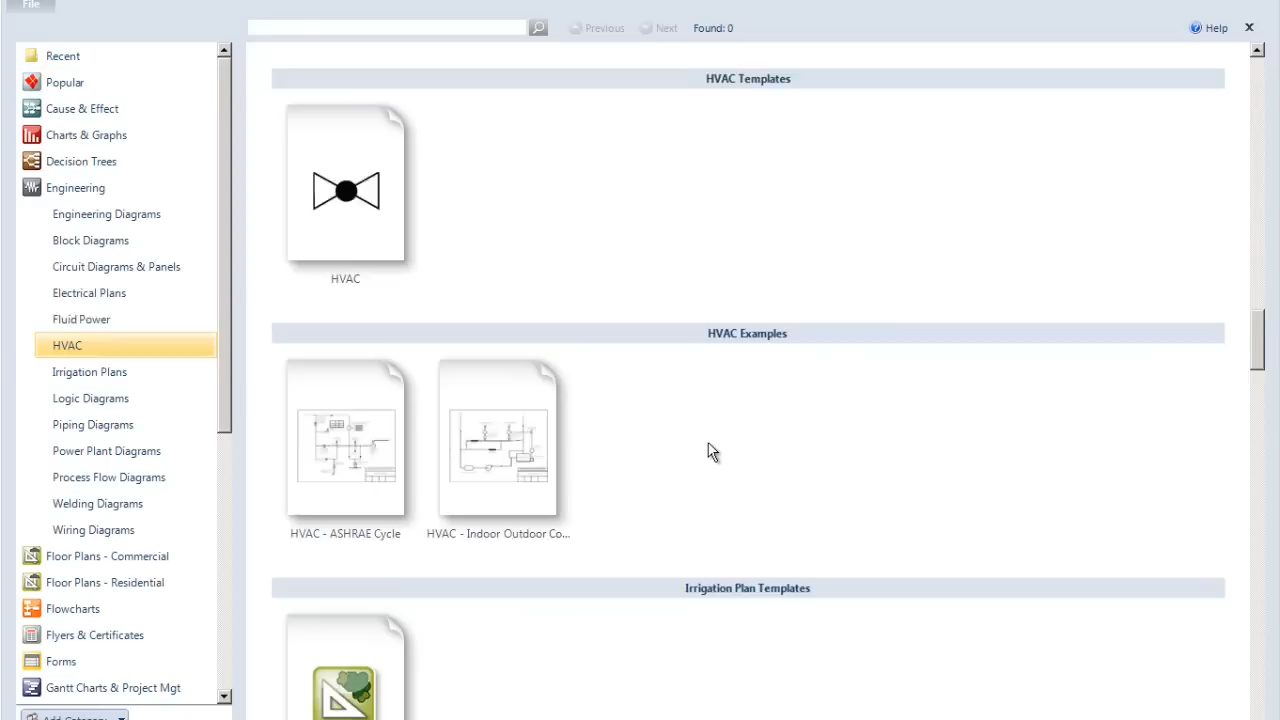 File
Previous
Next
Found: 0
Help
Recent
Popular
Cause & Effect
Charts & Graphs
Decision Trees
Engineering
Engineering Diagrams
Block Diagrams
Circuit Diagrams & Panels
Electrical Plans
Fluid Power
HVAC
Irrigation Plans
Logic Diagrams
Piping Diagrams
Power Plant Diagrams
Process Flow Diagrams
Welding Diagrams
Wiring Diagrams
Floor Plans - Commercial
Floor Plans - Residential
Flowcharts
Flyers & Certificates
Forms
Gantt Charts & Project Mgt
Add Category
HVAC Templates
HVAC
HVAC Examples
HVAC - ASHRAE Cycle
HVAC - Indoor Outdoor Co...
Irrigation Plan Templates